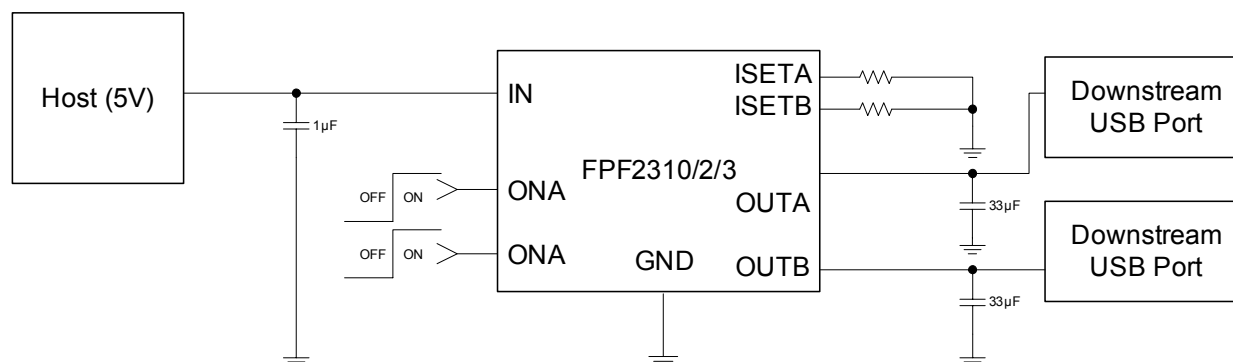 Host (5V)
1µF
OFF
ON
OFF
ON
IN
ONA
ONA
FPF2310/2/3
GND
ISETA
ISETB
OUTA
OUTB
33µF
33µF
Downstream
USB Port
Downstream
USB Port